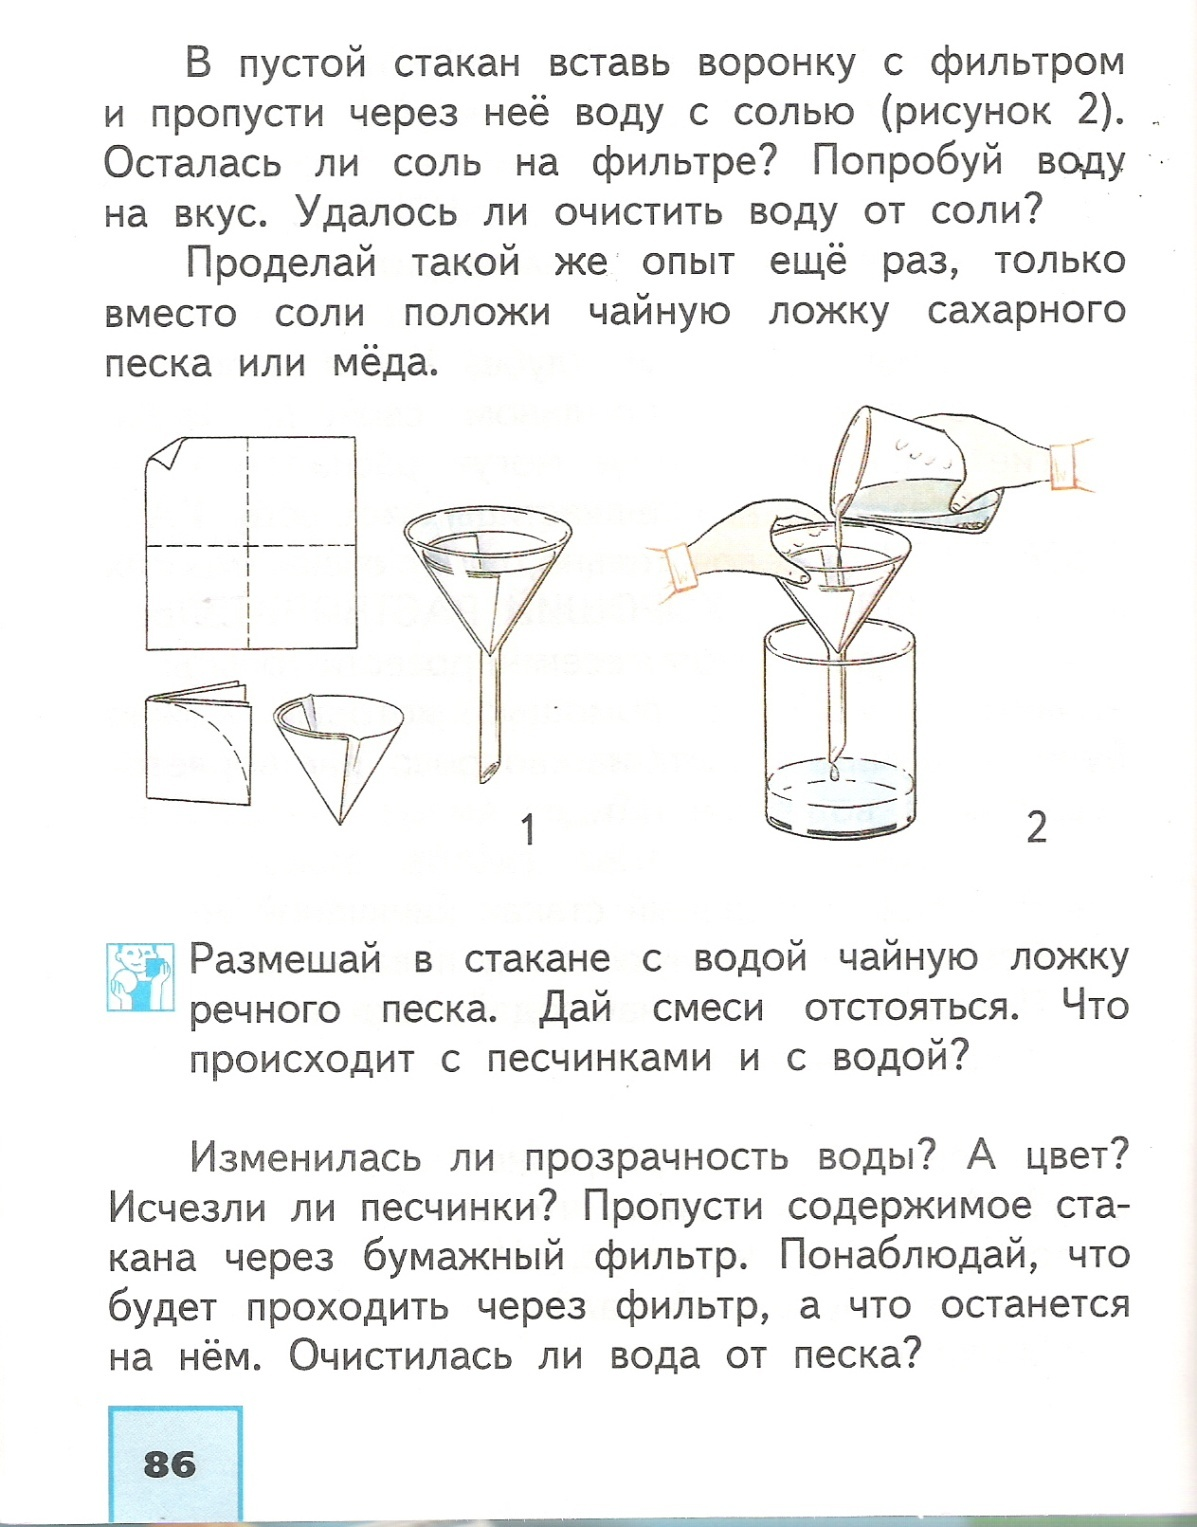 В пустой стакан вставь воронку с фильтром
и пропусти через неё воду с солью (рисунок 2).
Осталась ли соль на фильтре? Попробуй воду
на вкус. Удалось ли очистить воду от соли?
Проделай такой же опыт ещё раз, только
вместо соли положи чайную ложку сахарного
песка или мёда.
1
2
Размешай в стакане с водой чайную ложку
речного песка. Дай смеси отстояться. Что
происходит с песчинками и с водой?
Изменилась ли прозрачность воды? А цвет?
Исчезли ли песчинки? Пропусти содержимое ста-
кана через бумажный фильтр. Понаблюдай, что
будет проходить через фильтр, а что останется
на нём. Очистилась ли вода от песка?
86